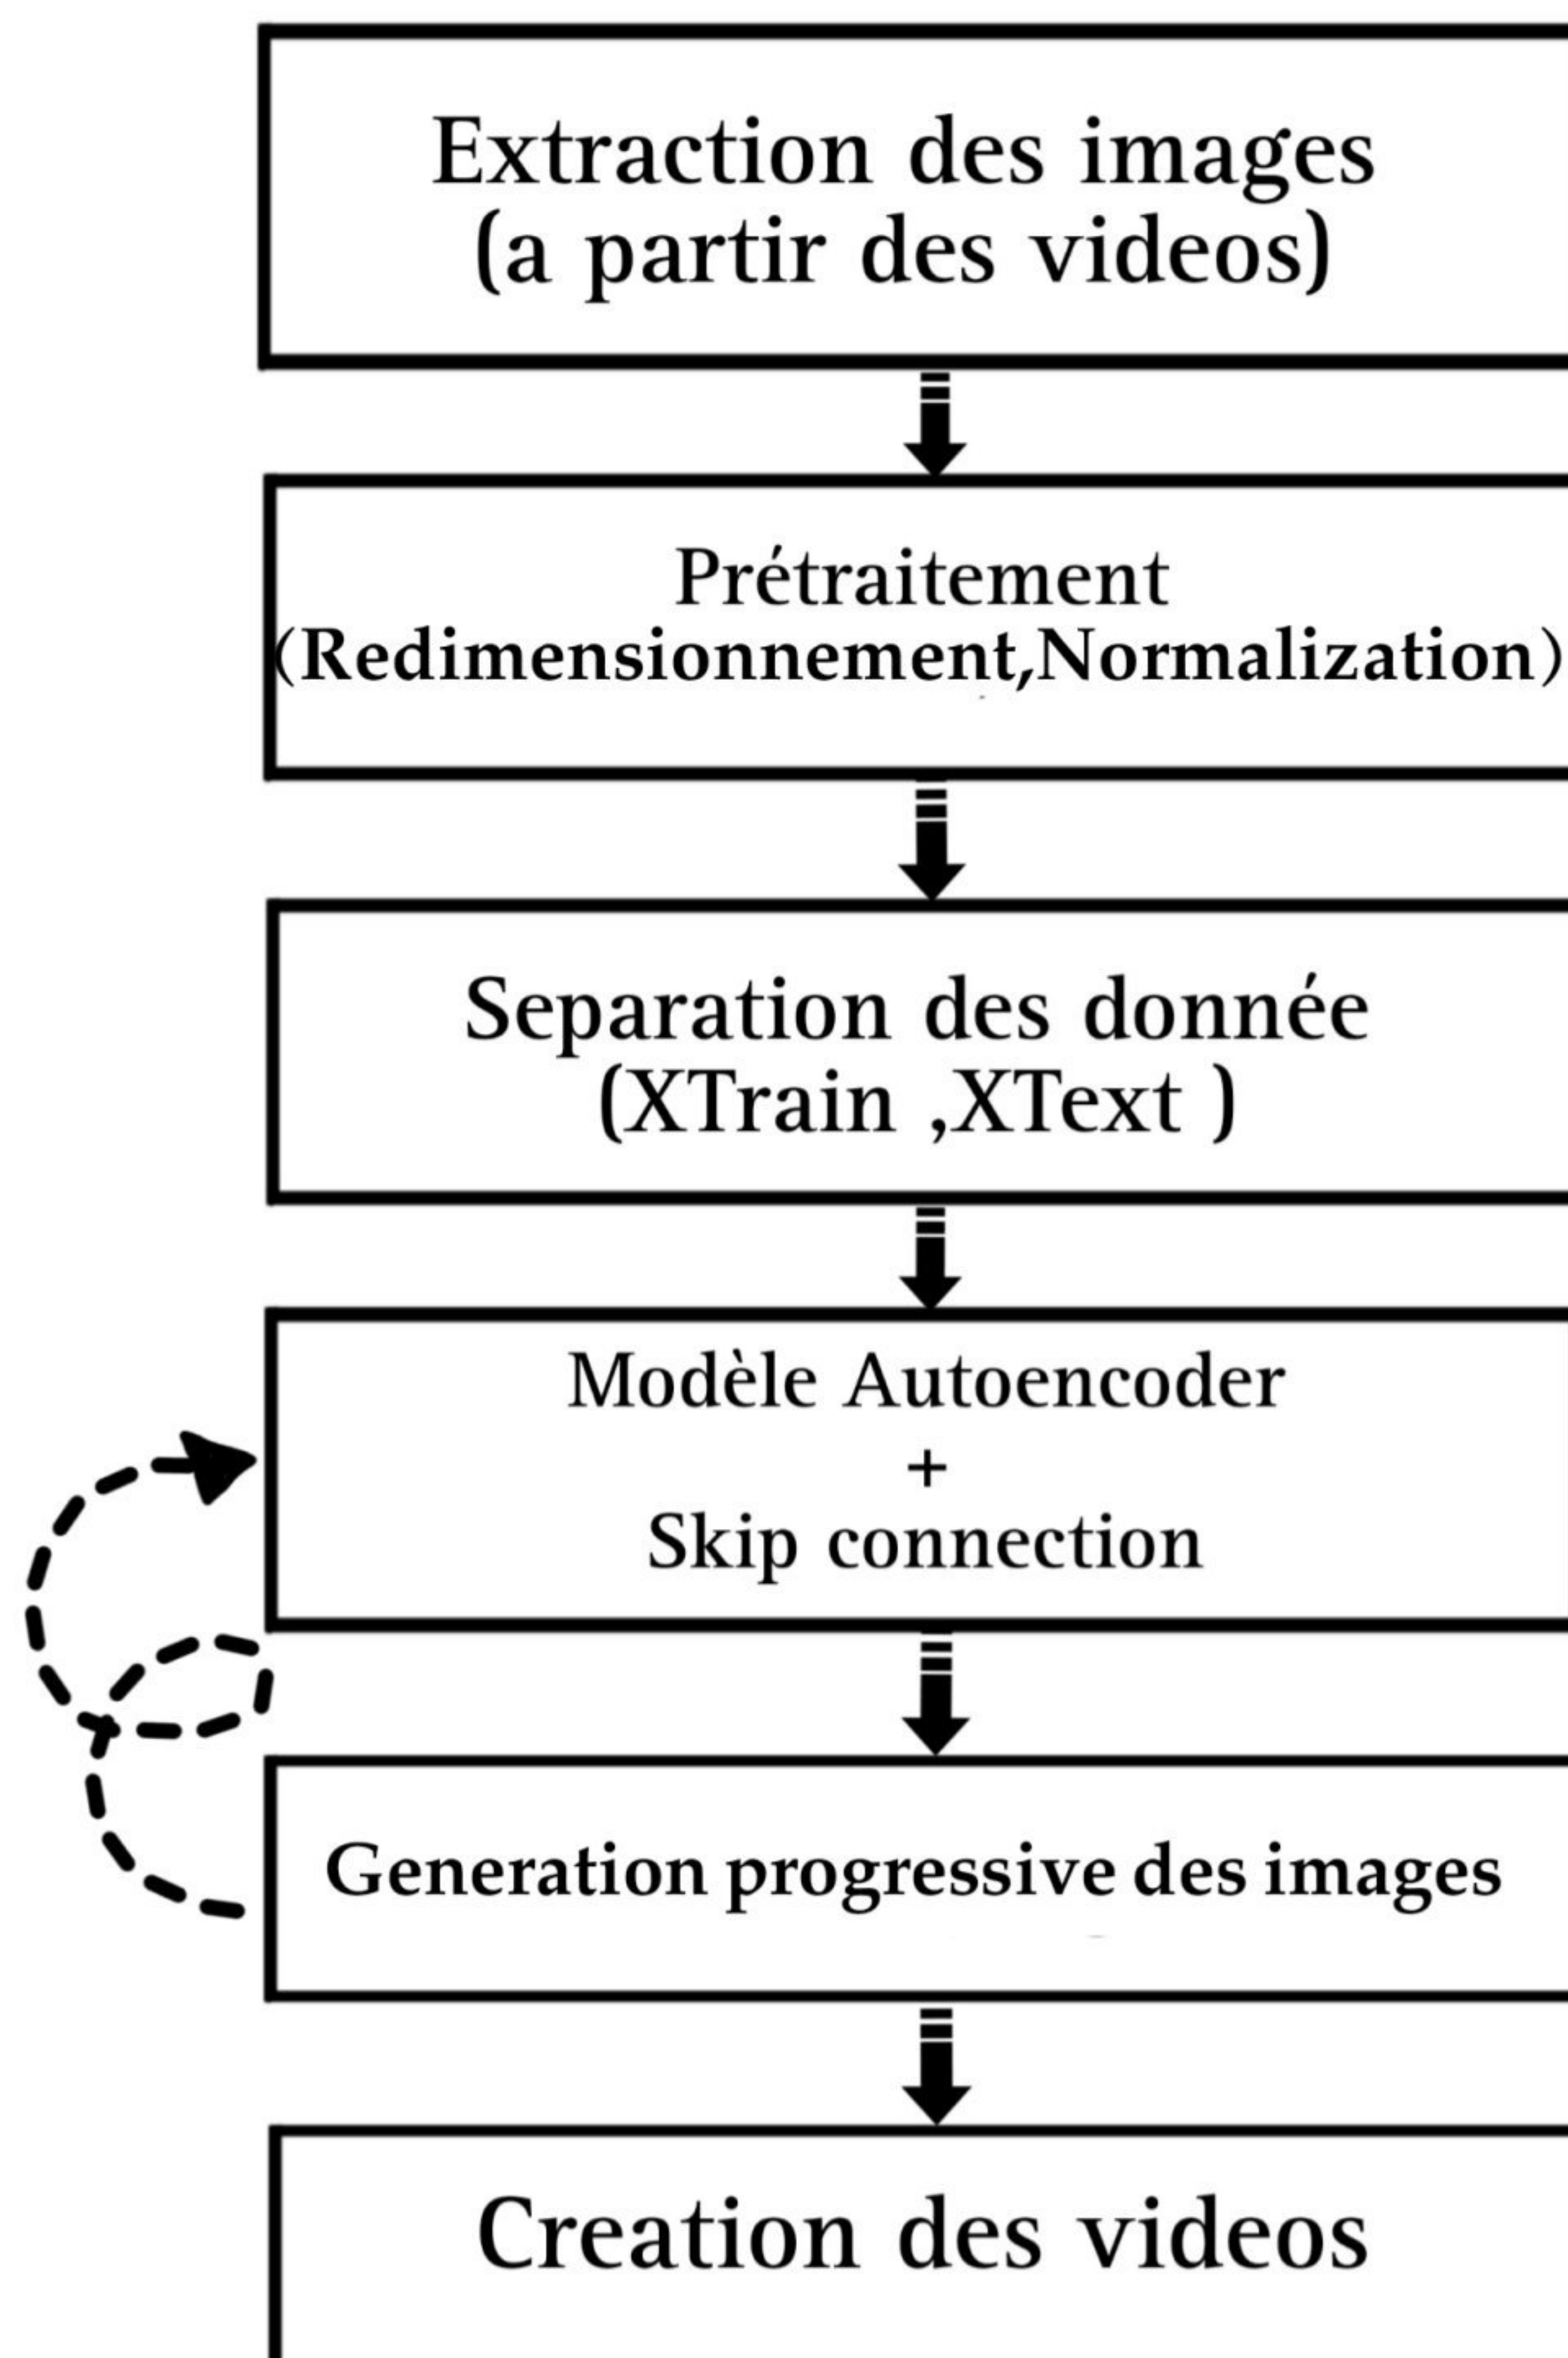 Extraction des images
(a partir des videos)
Prétraitement
(Redimensionnement,Normalization)
Separation des donnée
(XTrain ,XText )
Modèle Autoencoder
+
Skip connection
Generation progressive des images
Creation des videos